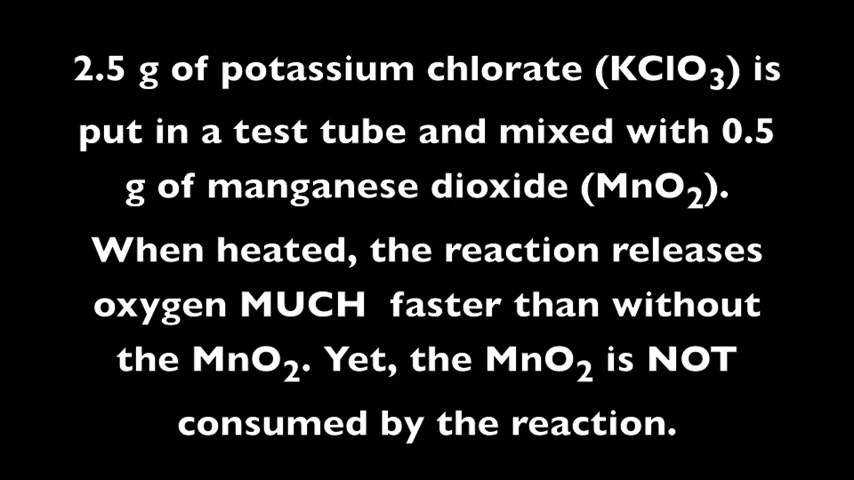 2.5 g of potassium chlorate (KClO₃) is
put in a test tube and mixed with 0.5
g of manganese dioxide (MnO₂).
When heated, the reaction releases
oxygen MUCH faster than without
the MnO₂. Yet, the MnO₂ is NOT
consumed by the reaction.